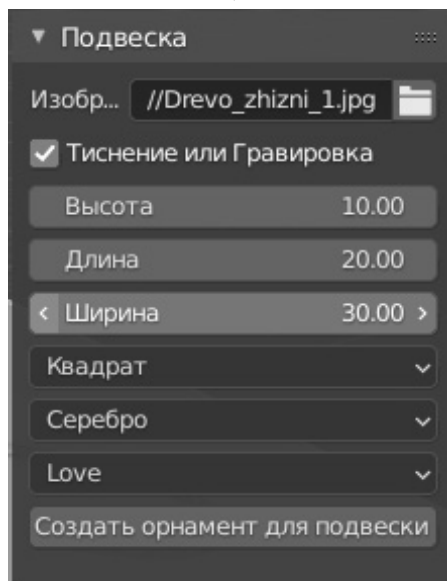 Подвеска
Изобр... //Drevo_zhizni_1.jpg
Тиснение или Гравировка
Высота 10.00
Длина 20.00
Ширина 30.00
Квадрат
Серебро
Love
Создать орнамент для подвески